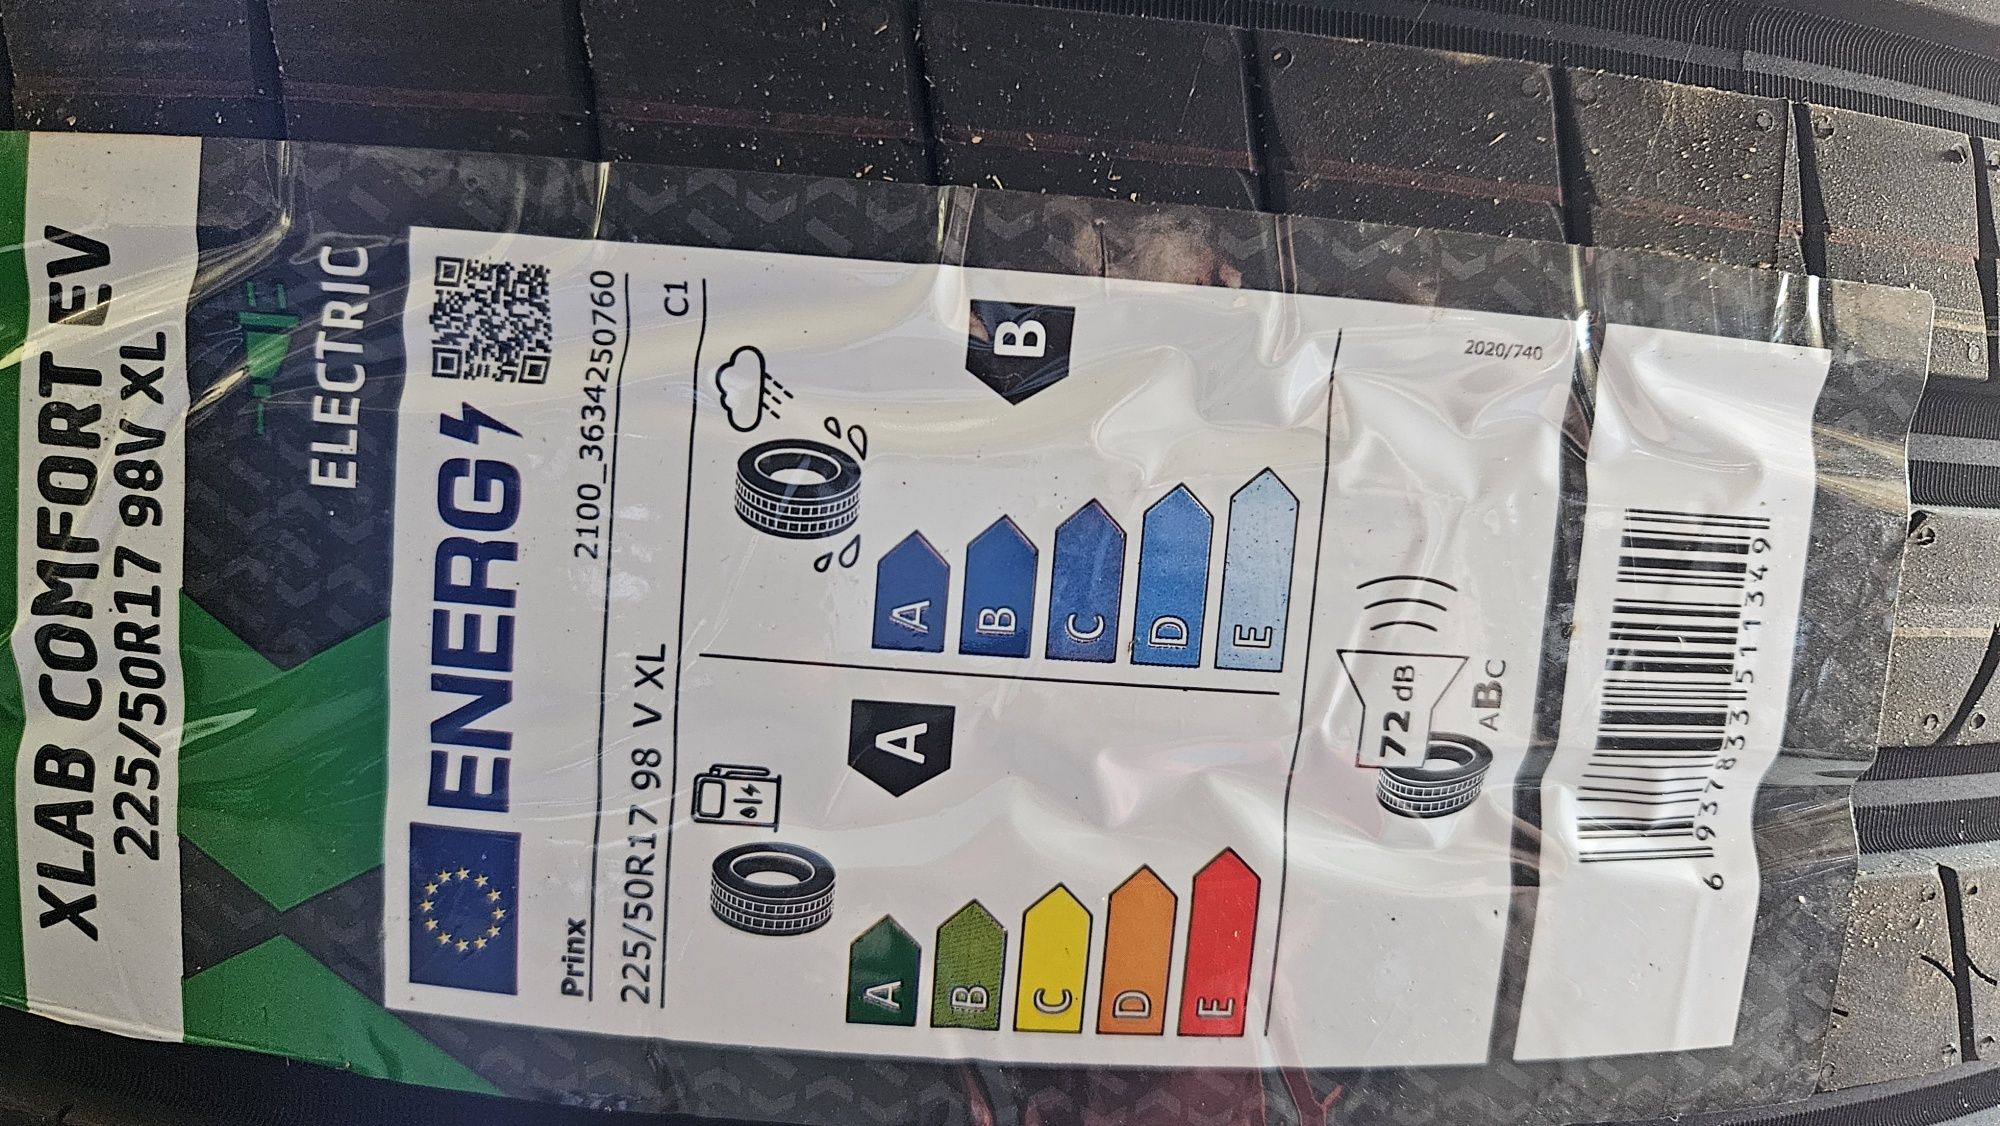 XLAB COMFORT EV
225/50R17 98V XL
ELECTRIC
ENERG
Prinx
2100_3634250760
225/50R17 98 V XL
C1
A
B
C
D
E
A
A
B
C
D
E
B
72 dB
ABC
2020/740
6 937833 511349